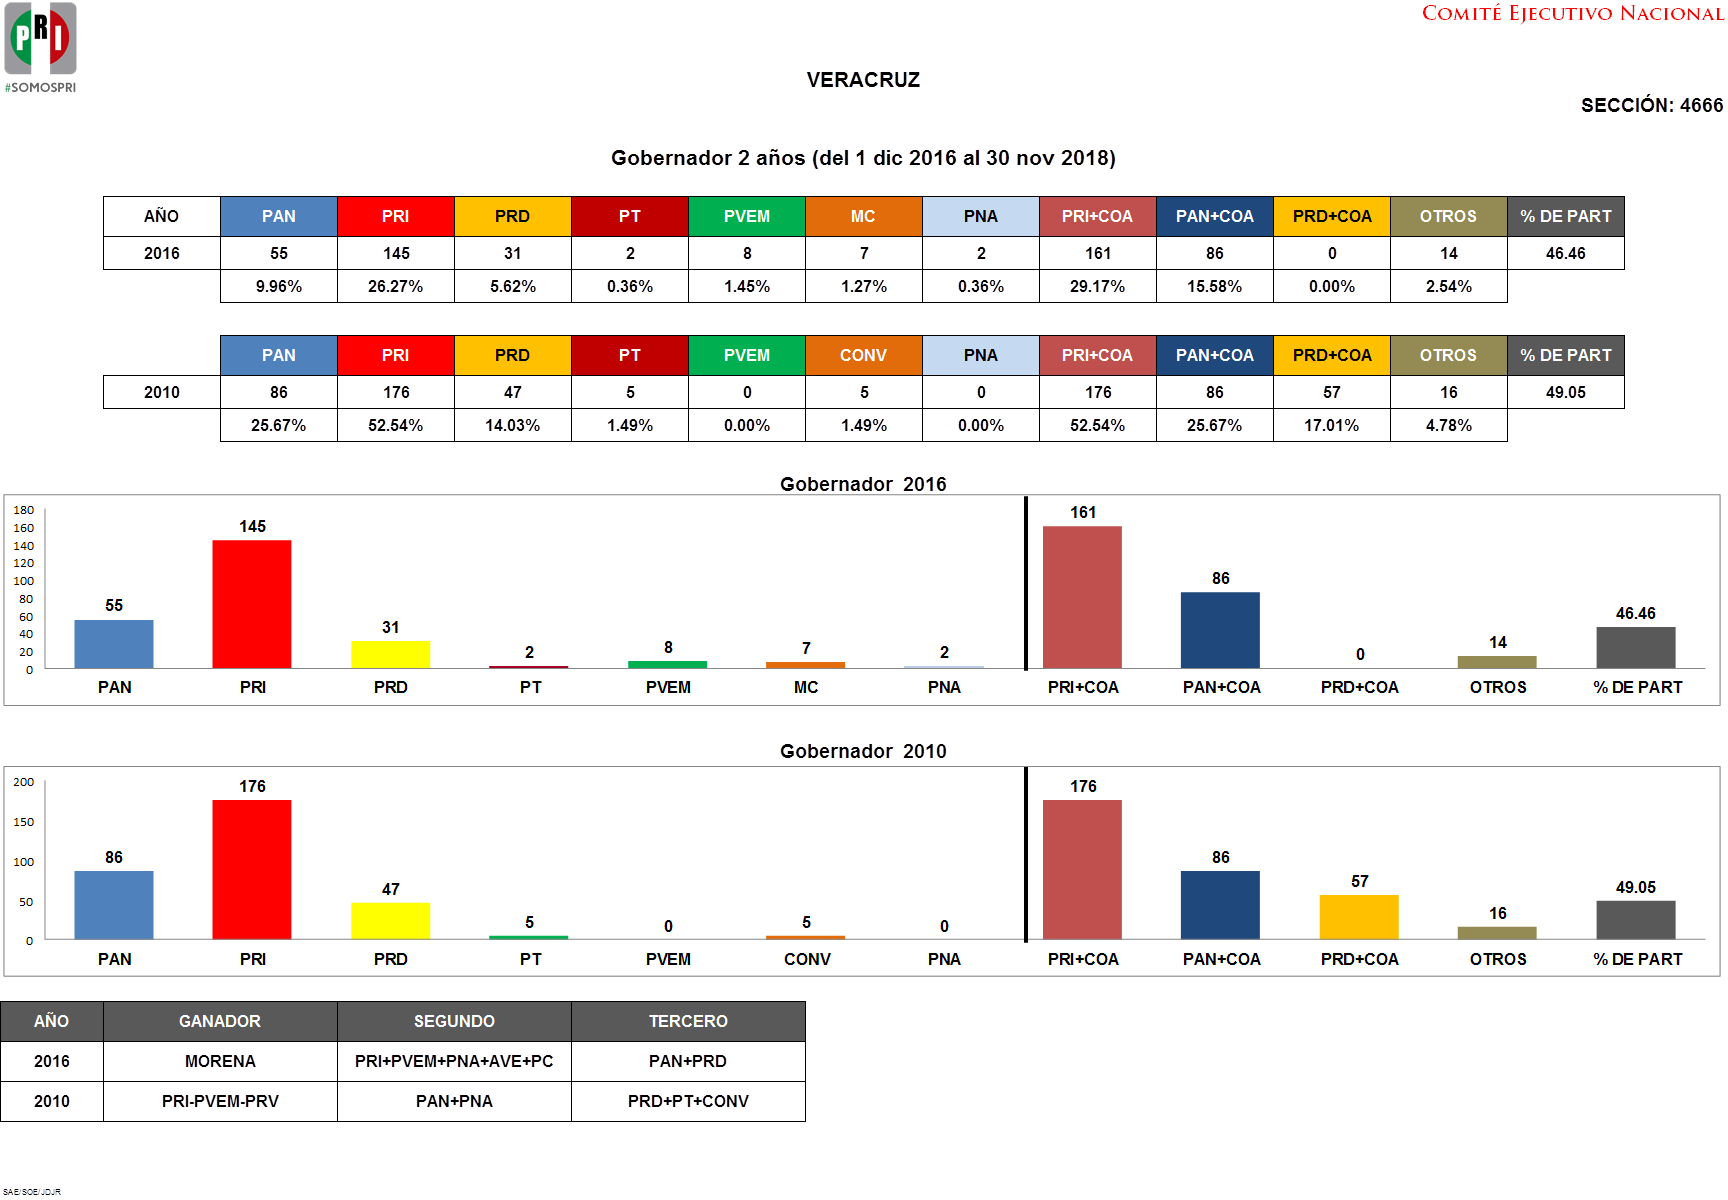 PRI
#SOMOSPRI
COMITÉ EJECUTIVO NACIONAL
VERACRUZ
SECCIÓN: 4666
Gobernador 2 años (del 1 dic 2016 al 30 nov 2018)
AÑO PAN PRI PRD PT PVEM MC PNA PRI+COA PAN+COA PRD+COA OTROS % DE PART
2016 55 145 31 2 8 7 2 161 86 0 14 46.46
9.96% 26.27% 5.62% 0.36% 1.45% 1.27% 0.36% 29.17% 15.58% 0.00% 2.54%
PAN PRI PRD PT PVEM CONV PNA PRI+COA PAN+COA PRD+COA OTROS % DE PART
2010 86 176 47 5 0 5 0 176 86 57 16 49.05
25.67% 52.54% 14.03% 1.49% 0.00% 1.49% 0.00% 52.54% 25.67% 17.01% 4.78%
Gobernador 2016
180
160
140
120
100
80
60
40
20
0
55 145 31 2 8 7 2 161 86 0 14 46.46
PAN PRI PRD PT PVEM MC PNA PRI+COA PAN+COA PRD+COA OTROS % DE PART
Gobernador 2010
200
150
100
50
0
86 176 47 5 0 5 0 176 86 57 16 49.05
PAN PRI PRD PT PVEM CONV PNA PRI+COA PAN+COA PRD+COA OTROS % DE PART
AÑO GANADOR SEGUNDO TERCERO
2016 MORENA PRI+PVEM+PNA+AVE+PC PAN+PRD
2010 PRI-PVEM-PRV PAN+PNA PRD+PT+CONV
SAE/SOE/JDJR